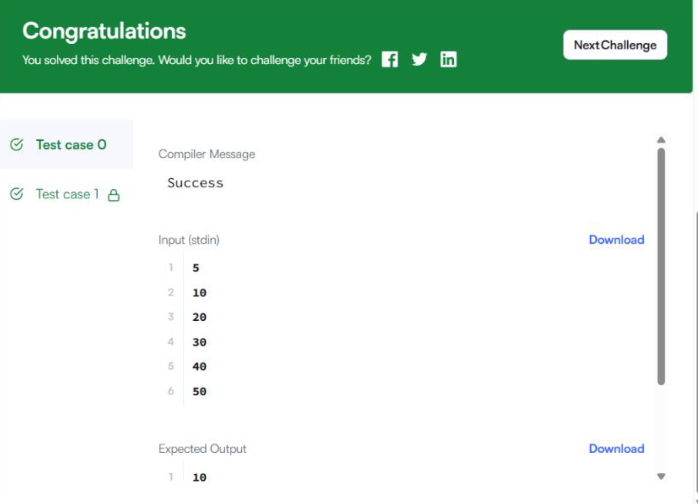 Congratulations
You solved this challenge. Would you like to challenge your friends?
Next Challenge
Test case 0
Test case 1
Compiler Message
Success
Input (stdin)
Download
1 5
2 10
3 20
4 30
5 40
6 50
Expected Output
Download
1 10